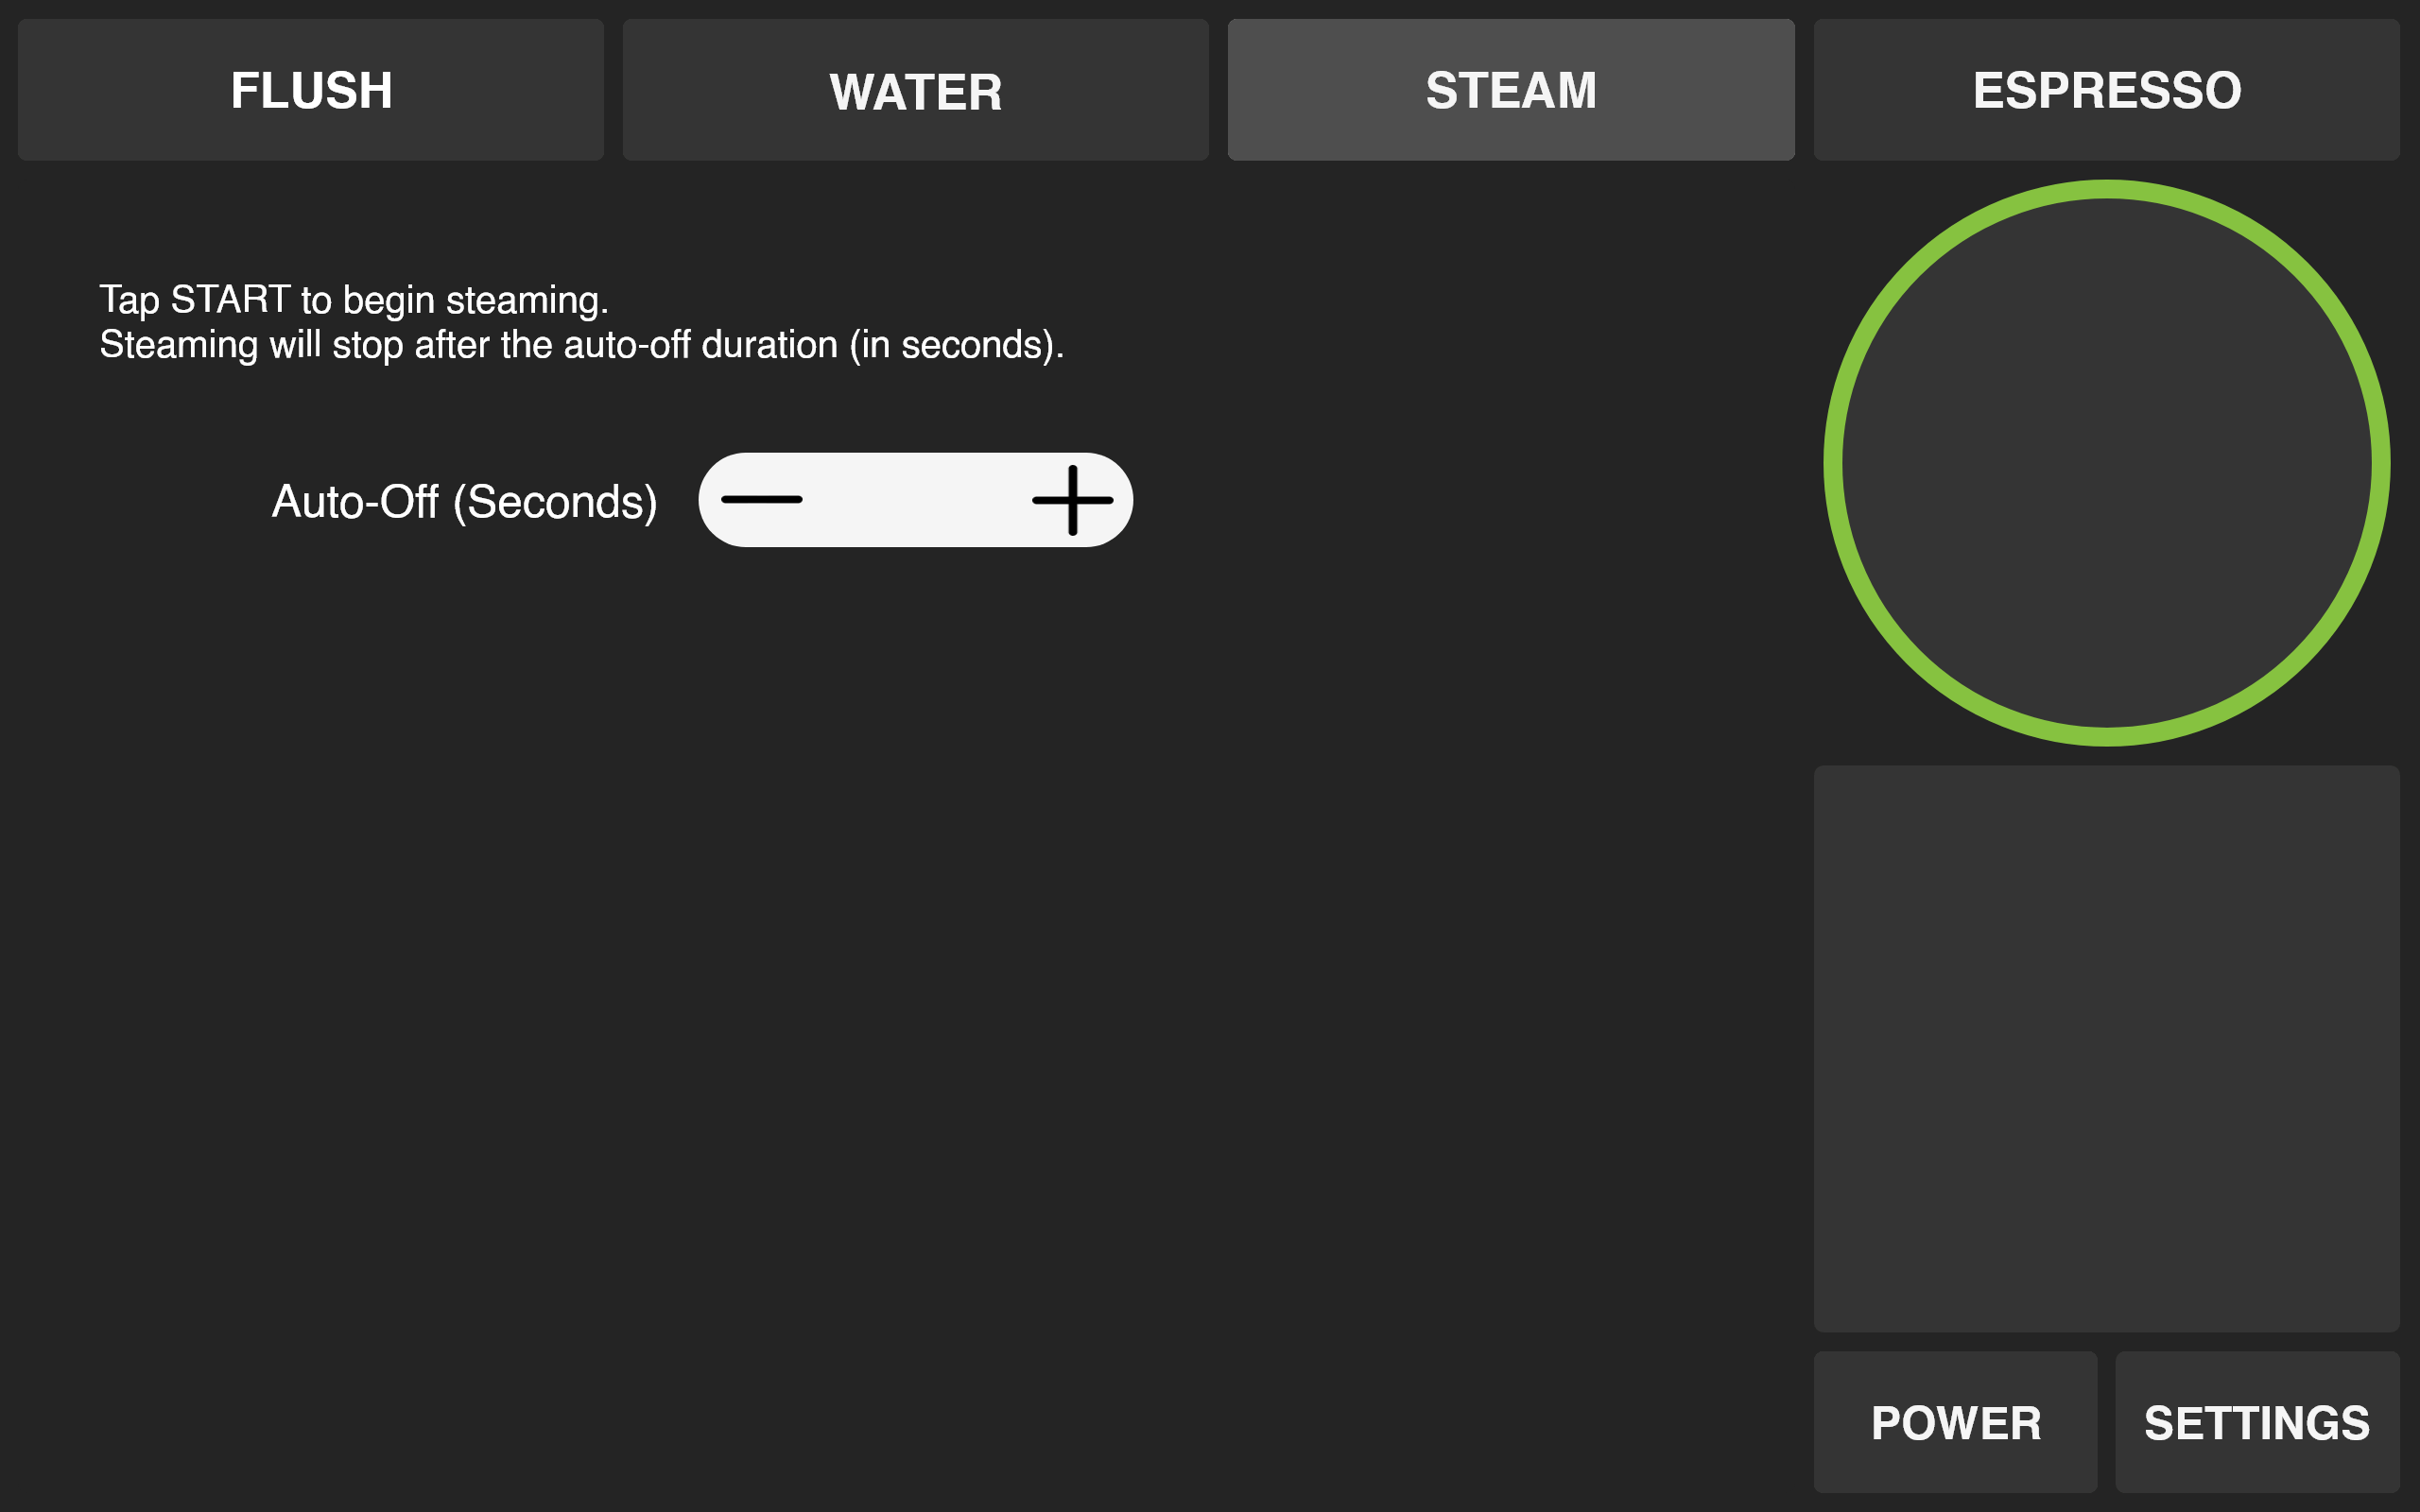 FLUSH
WATER
STEAM
ESPRESSO
Tap START to begin steaming.
Steaming will stop after the auto-off duration (in seconds).
Auto-Off (Seconds)
POWER
SETTINGS